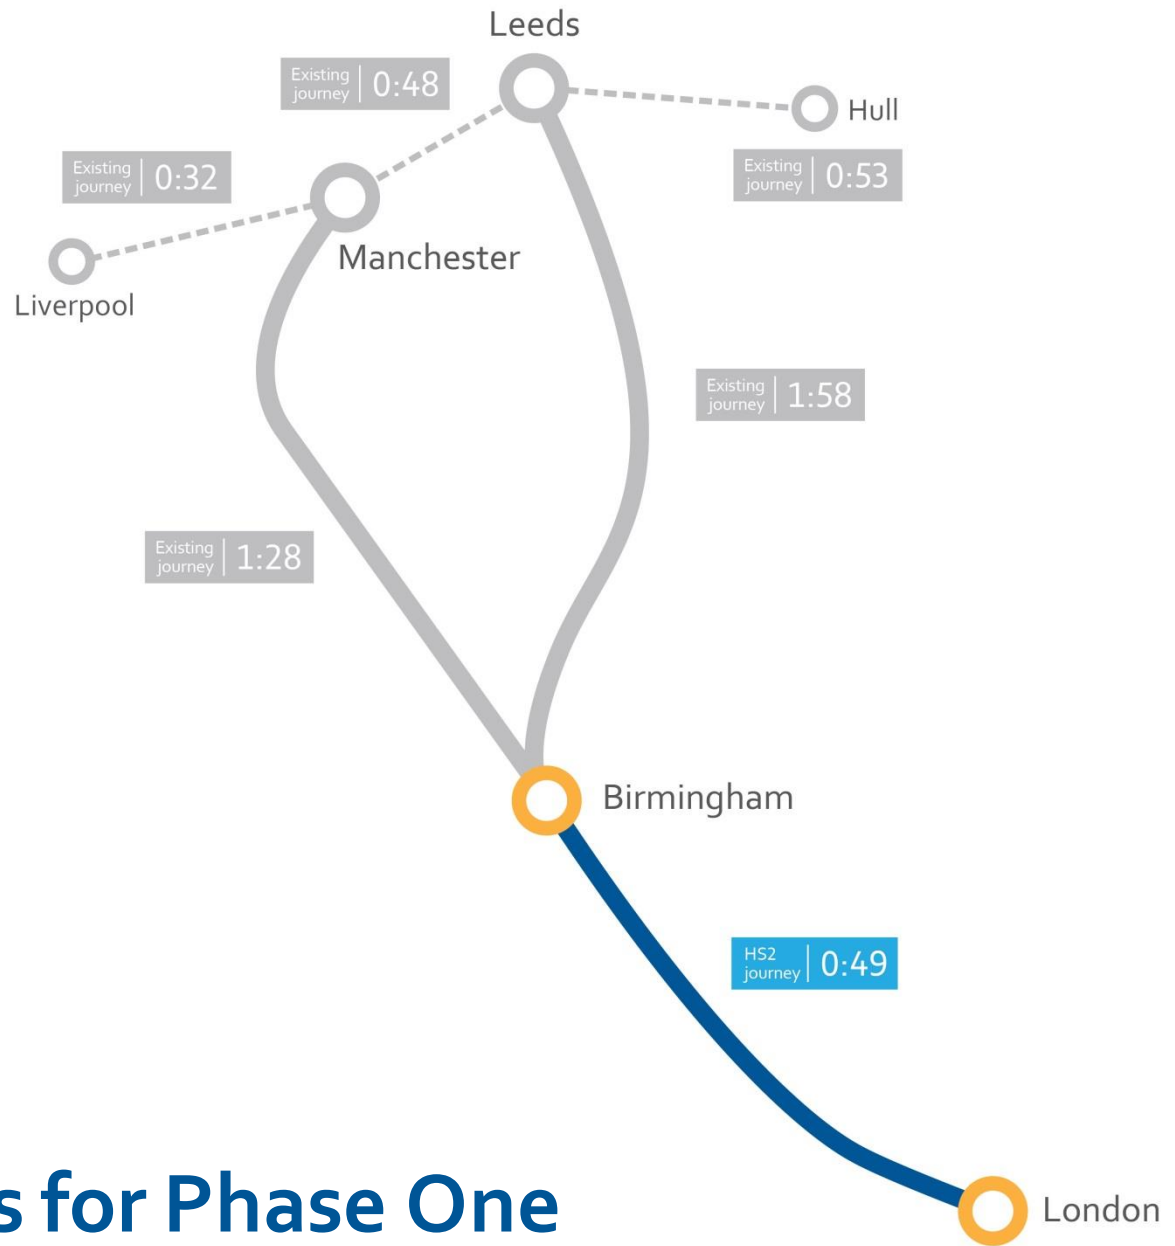 Leeds
Existing
journey
0:48
Hull
Existing
journey
0:32
Existing
journey
0:53
Manchester
Liverpool
Existing
journey
1:58
Existing
journey
1:28
Birmingham
HS2
journey
0:49
s for Phase One
London